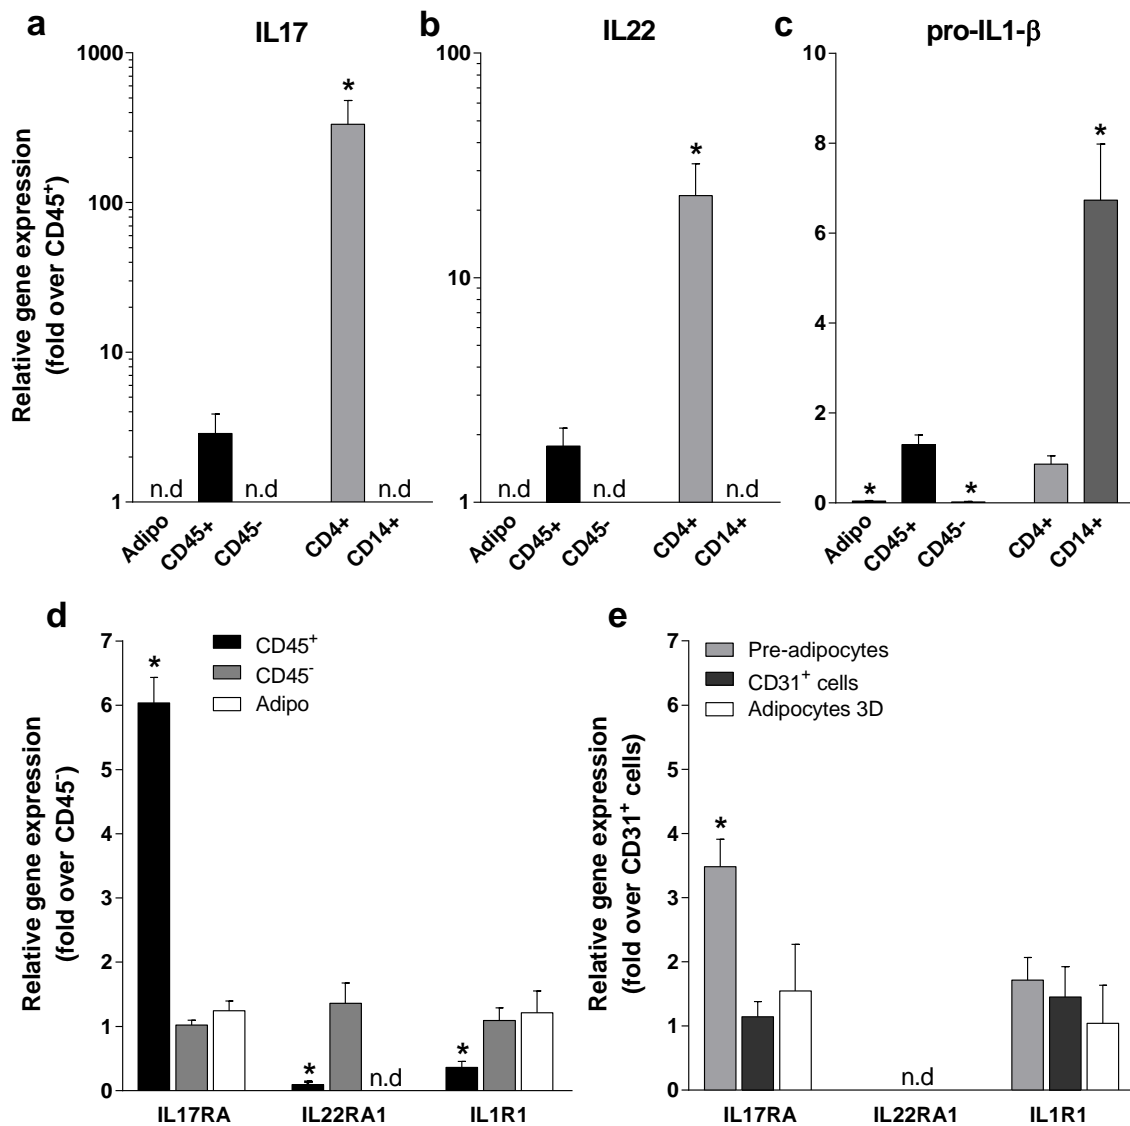 a
IL17
Relative gene expression
(fold over CD45⁺)
1000
100
10
1
*
n.d
n.d
n.d
Adipo
CD45+
CD45-
CD4+
CD14+
b
IL22
100
10
1
*
n.d
n.d
n.d
Adipo
CD45+
CD45-
CD4+
CD14+
c
pro-IL1-β
10
8
6
4
2
0
*
*
*
Adipo
CD45+
CD45-
CD4+
CD14+
d
Relative gene expression
(fold over CD45⁻)
7
6
5
4
3
2
1
0
CD45⁺
CD45⁻
Adipo
*
*
n.d
*
IL17RA
IL22RA1
IL1R1
e
Relative gene expression
(fold over CD31⁺ cells)
7
6
5
4
3
2
1
0
Pre-adipocytes
CD31⁺ cells
Adipocytes 3D
*
n.d
IL17RA
IL22RA1
IL1R1